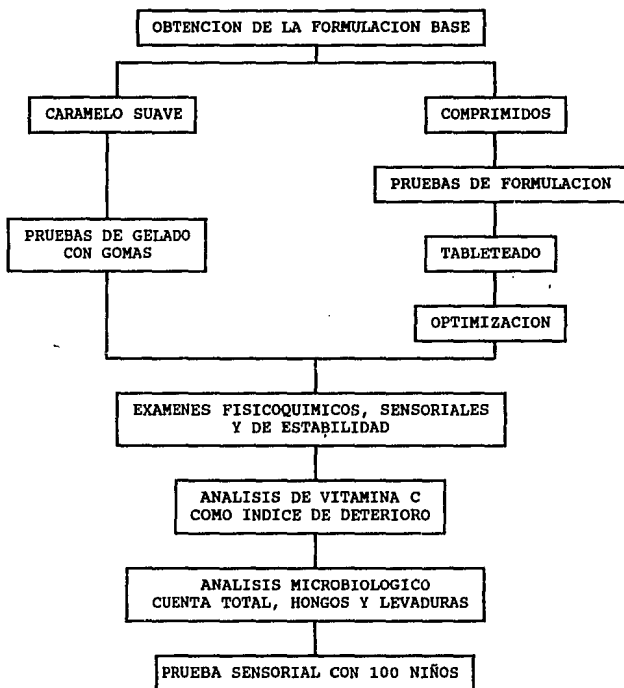 OBTENCION DE LA FORMULACION BASE
CARAMELO SUAVE
COMPRIMIDOS
PRUEBAS DE FORMULACION
PRUEBAS DE GELADO
CON GOMAS
TABLETEADO
OPTIMIZACION
EXAMENES FISICOQUIMICOS, SENSORIALES
Y DE ESTABILIDAD
ANALISIS DE VITAMINA C
COMO INDICE DE DETERIORO
ANALISIS MICROBIOLOGICO
CUENTA TOTAL, HONGOS Y LEVADURAS
PRUEBA SENSORIAL CON 100 NIÑOS